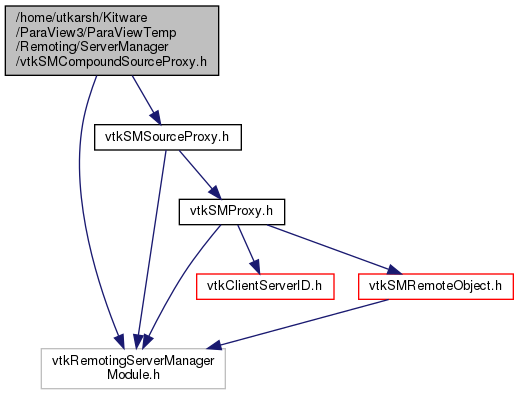 /home/utkarsh/Kitware
/ParaView3/ParaViewTemp
/Remoting/ServerManager
/vtkSMCompoundSourceProxy.h
vtkSMSourceProxy.h
vtkSMProxy.h
vtkClientServerID.h
vtkSMRemoteObject.h
vtkRemotingServerManager
Module.h